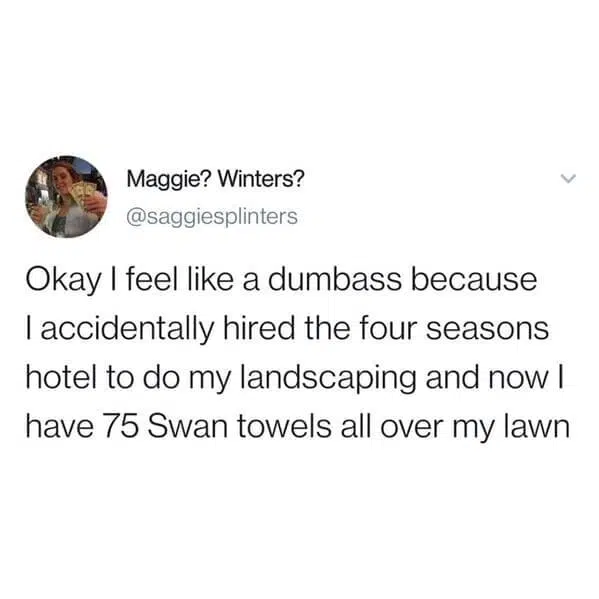 Maggie? Winters?
@saggiesplinters
Okay I feel like a dumbass because
I accidentally hired the four seasons
hotel to do my landscaping and now I
have 75 Swan towels all over my lawn